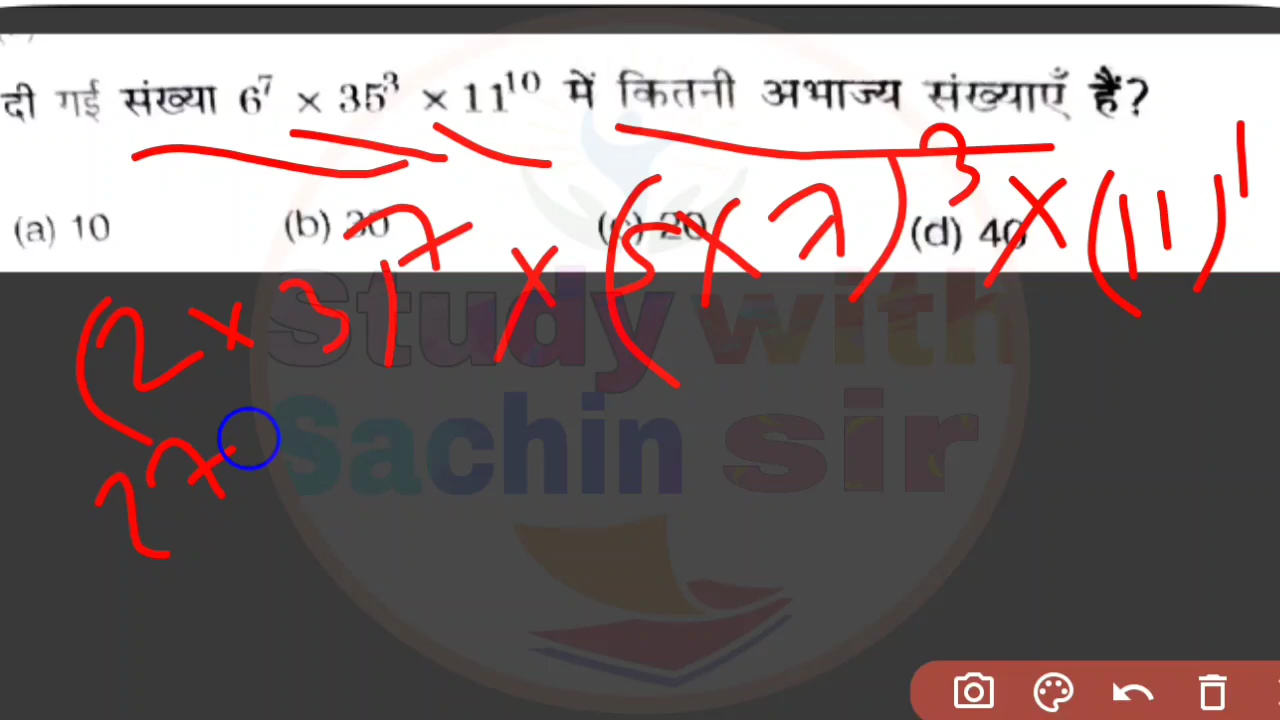 दी गई संख्या 6⁷ × 35³ × 11¹⁰ में कितनी अभाज्य संख्याएँ हैं?
(a) 10 (b) 30 (c) 20 (d) 40
(2 × 3)⁷ × (5 × 7)³ × (11)¹
2⁷
Study with
Sachin sir